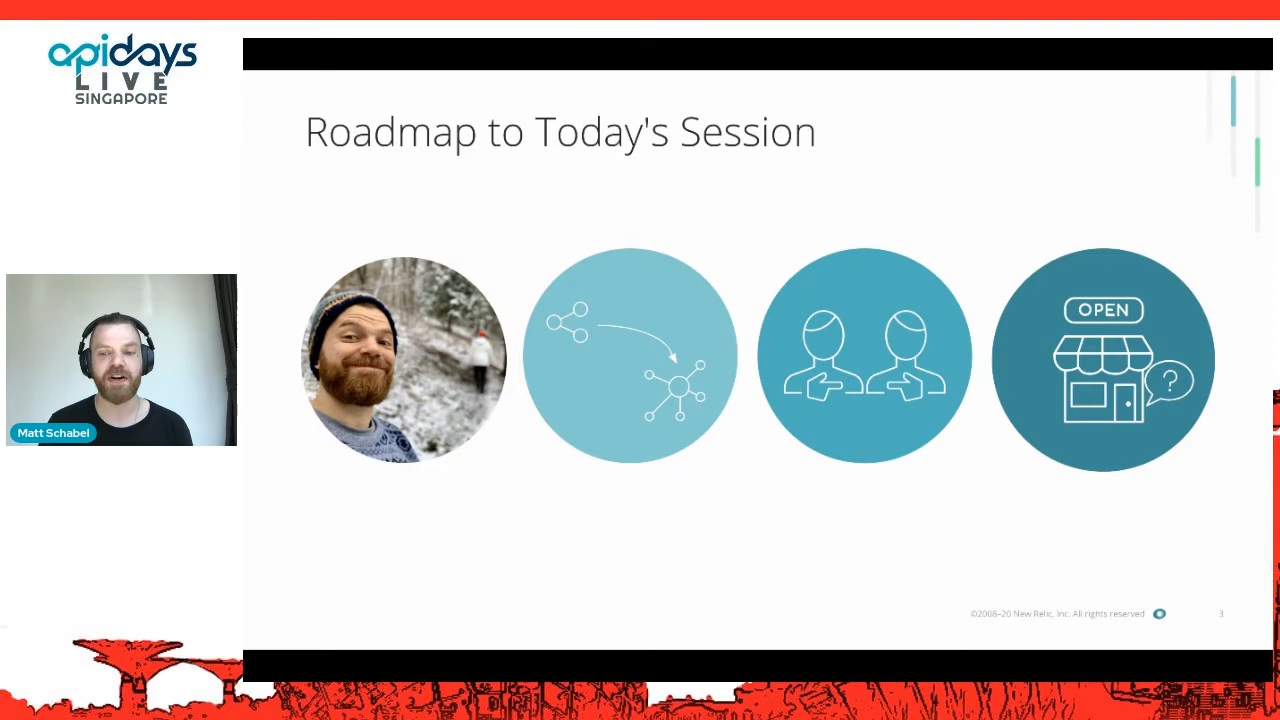 apidays
LIVE
SINGAPORE
Roadmap to Today's Session
OPEN
?
Matt Schabel
©2008–20 New Relic, Inc. All rights reserved
3